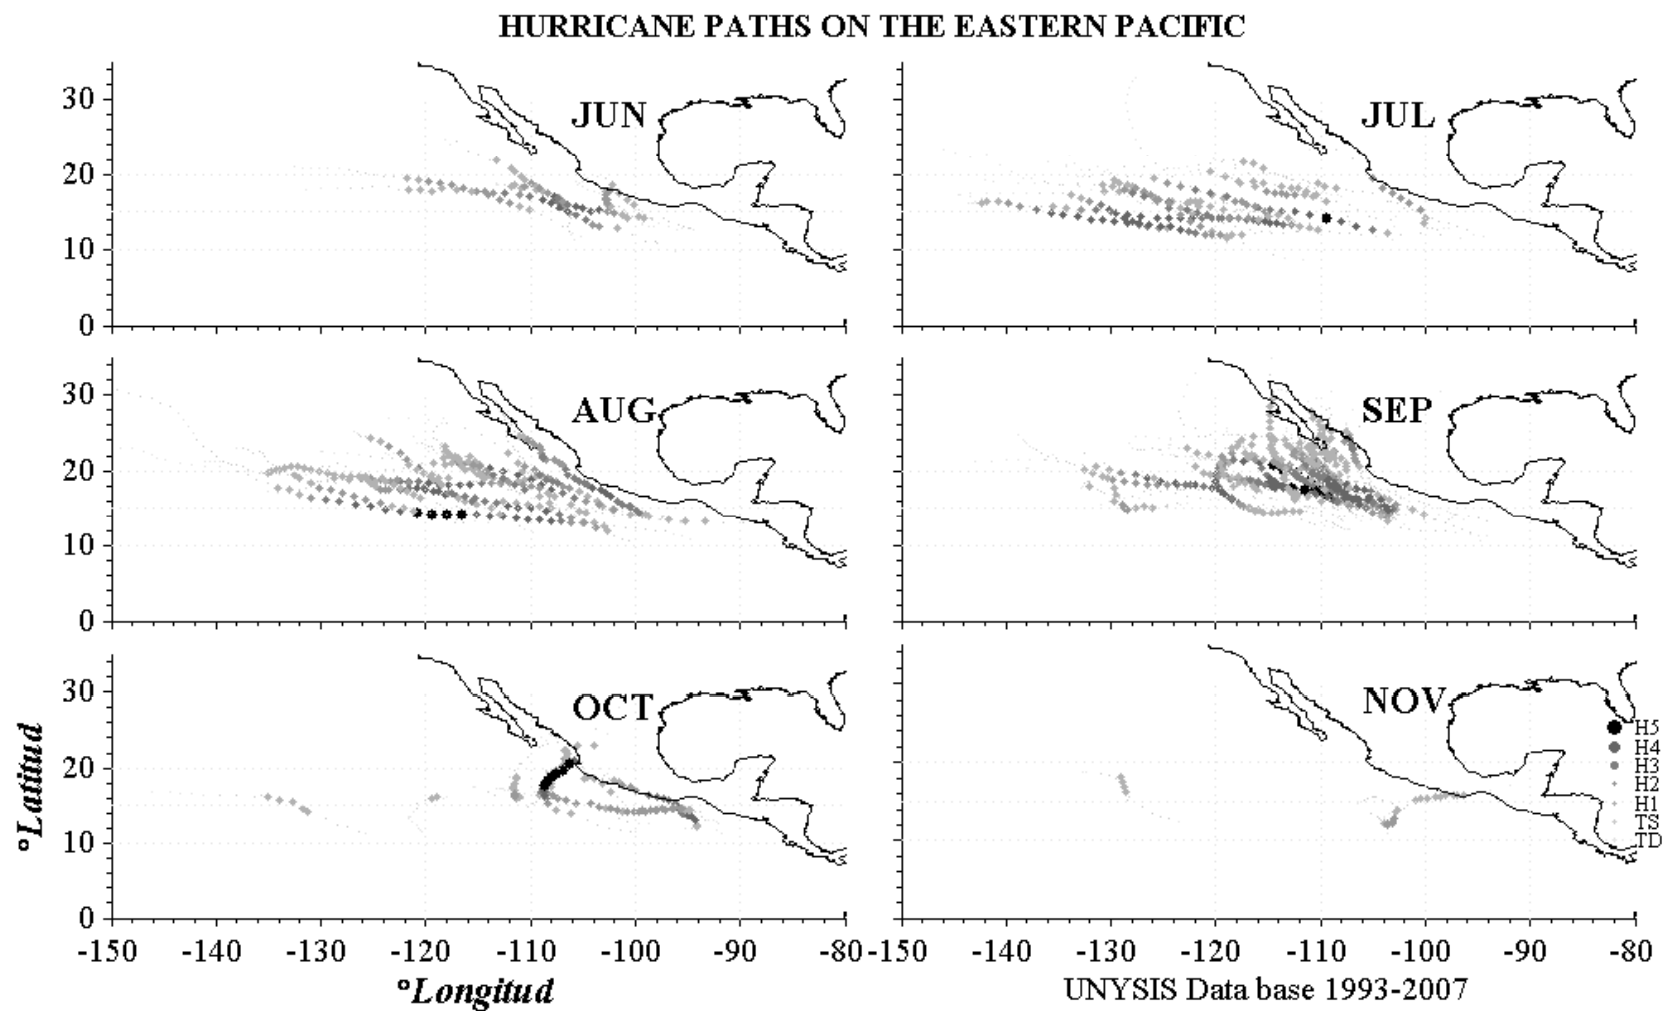 HURRICANE PATHS ON THE EASTERN PACIFIC
30
20
10
0
JUN
JUL
30
20
10
0
AUG
SEP
30
20
10
0
OCT
NOV
H5
H4
H3
H2
H1
TS
TD
°Latitud
-150 -140 -130 -120 -110 -100 -90 -80
-150 -140 -130 -120 -110 -100 -90 -80
°Longitud
UNYSIS Data base 1993-2007